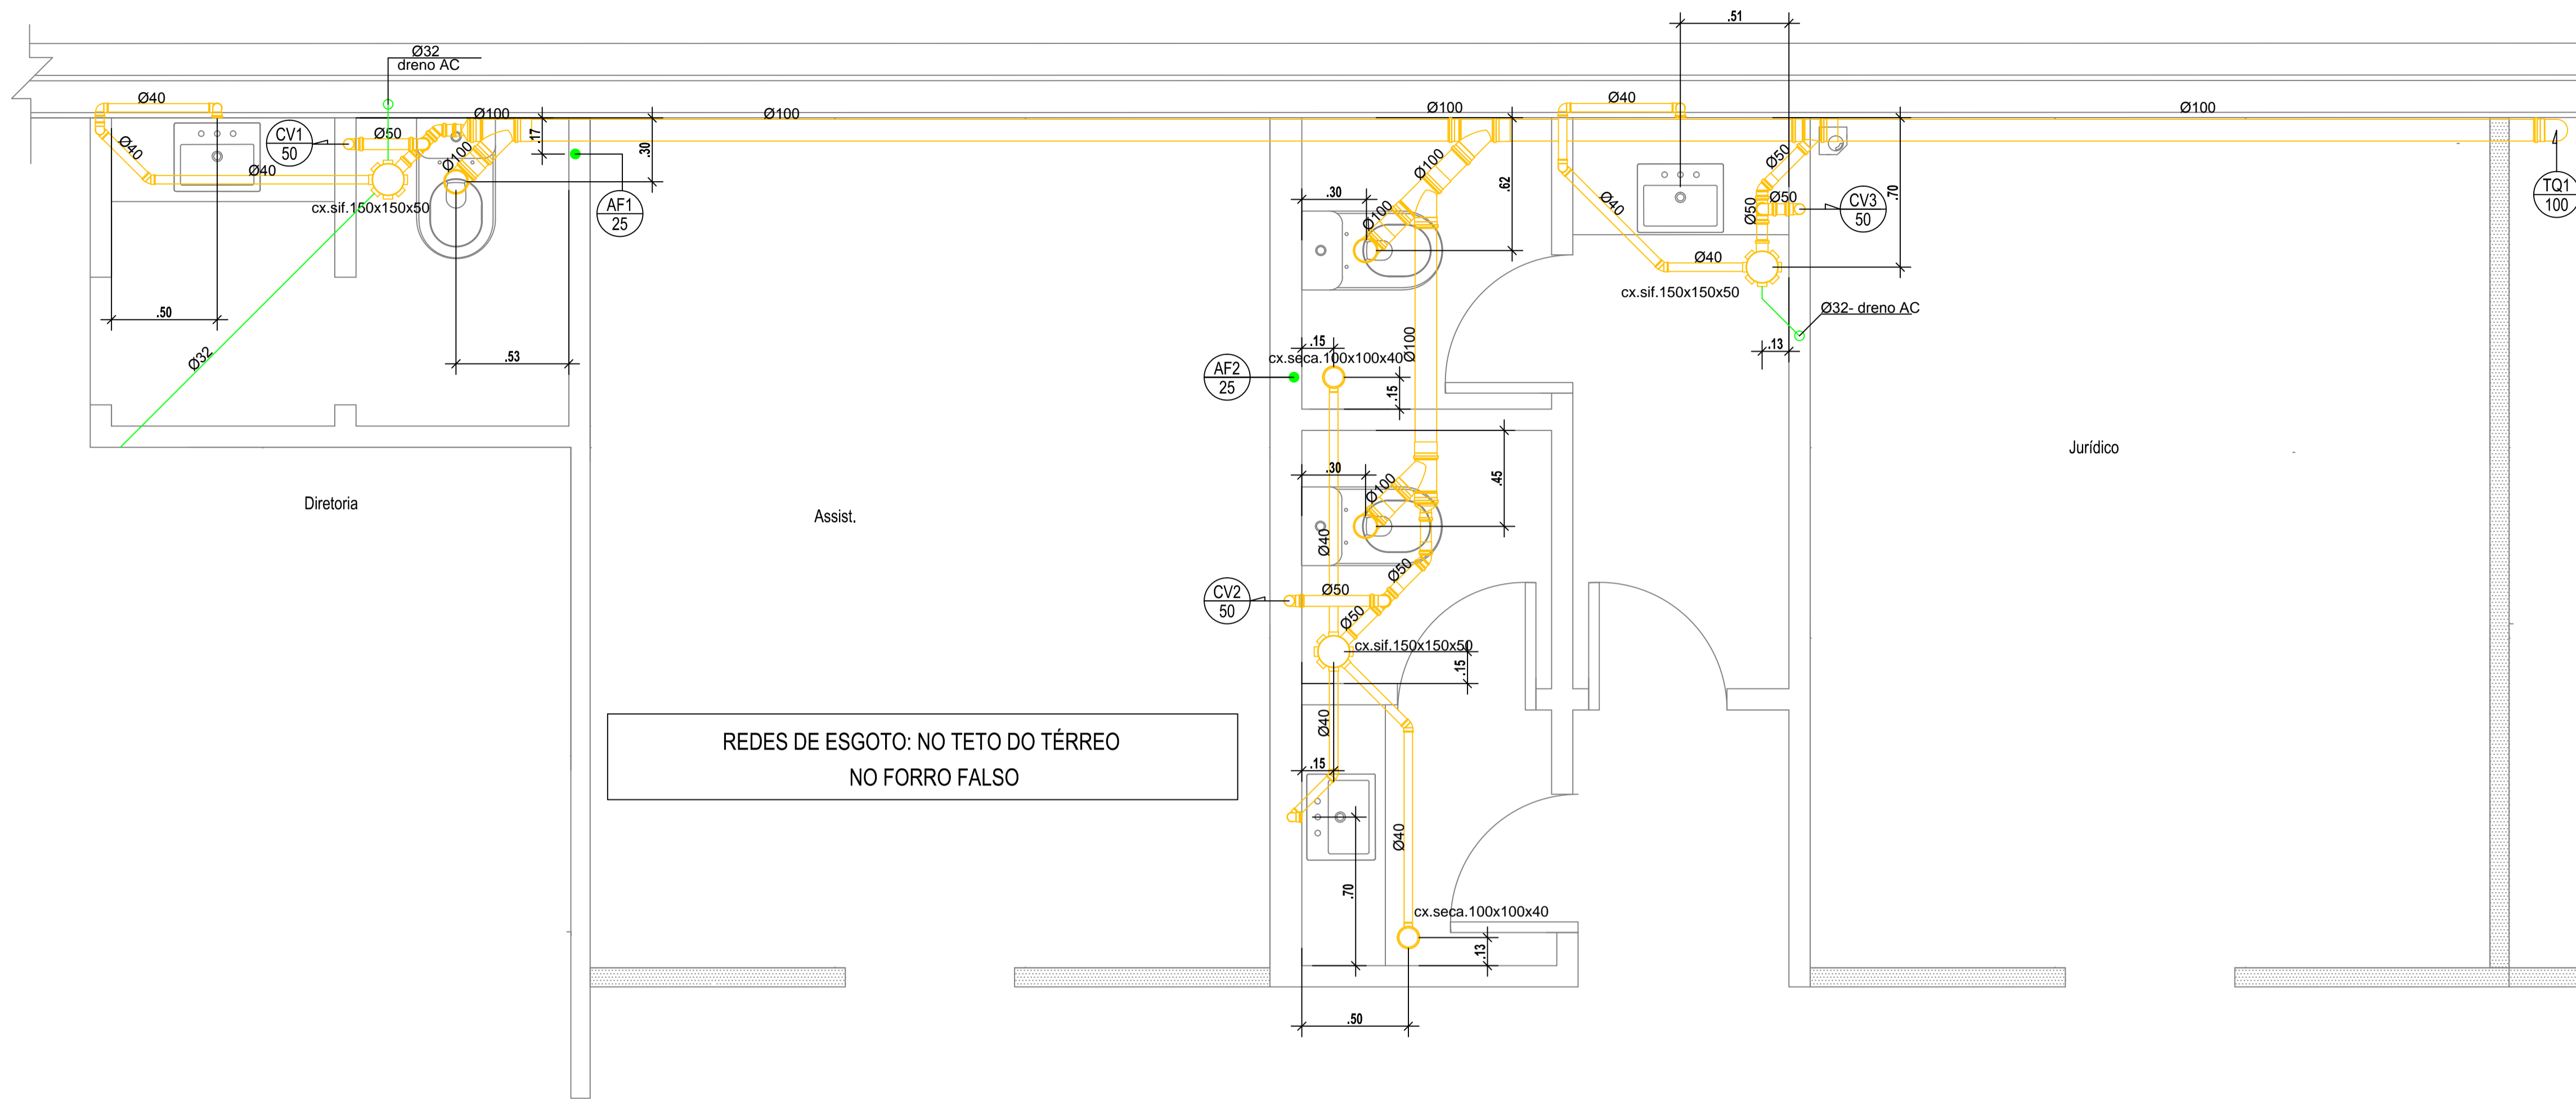 .51
Ø32
dreno AC
Ø40
Ø100
Ø100
Ø100
Ø40
Ø100
CV1
50
Ø50
.17
.30
Ø40
Ø40
Ø100
cx.sif.150x150x50
AF1
25
Ø100
.62
.30
Ø100
Ø40
Ø50
Ø50
Ø50
CV3
50
.70
TQ1
100
Ø40
cx.sif.150x150x50
Ø32- dreno AC
.13
.50
Ø32
.53
.15
cx.seca.100x100x40
Ø100
AF2
25
.15
Jurídico
Diretoria
Assist.
.30
Ø100
.45
Ø40
Ø50
CV2
50
Ø50
Ø50
cx.sif.150x150x50
.15
REDES DE ESGOTO: NO TETO DO TÉRREO
NO FORRO FALSO
Ø40
.15
Ø40
.70
cx.seca.100x100x40
.13
.50